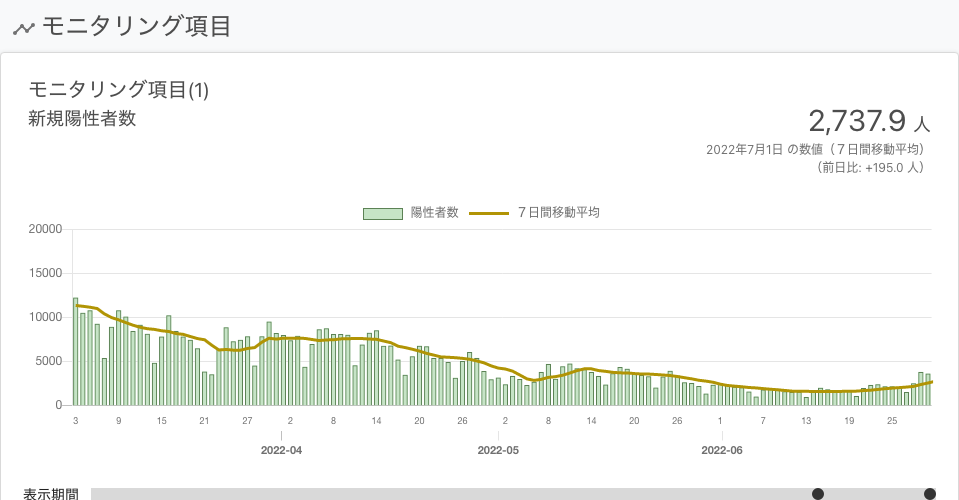 モニタリング項目
モニタリング項目(1)
新規陽性者数
2,737.9 人
2022年7月1日 の数値（７日間移動平均）
（前日比: +195.0 人）
陽性者数 ７日間移動平均
20000
15000
10000
5000
0
3 9 15 21 27 2 8 14 20 26 2 8 14 20 26 1 7 13 19 25
2022-04 2022-05 2022-06
表示期間